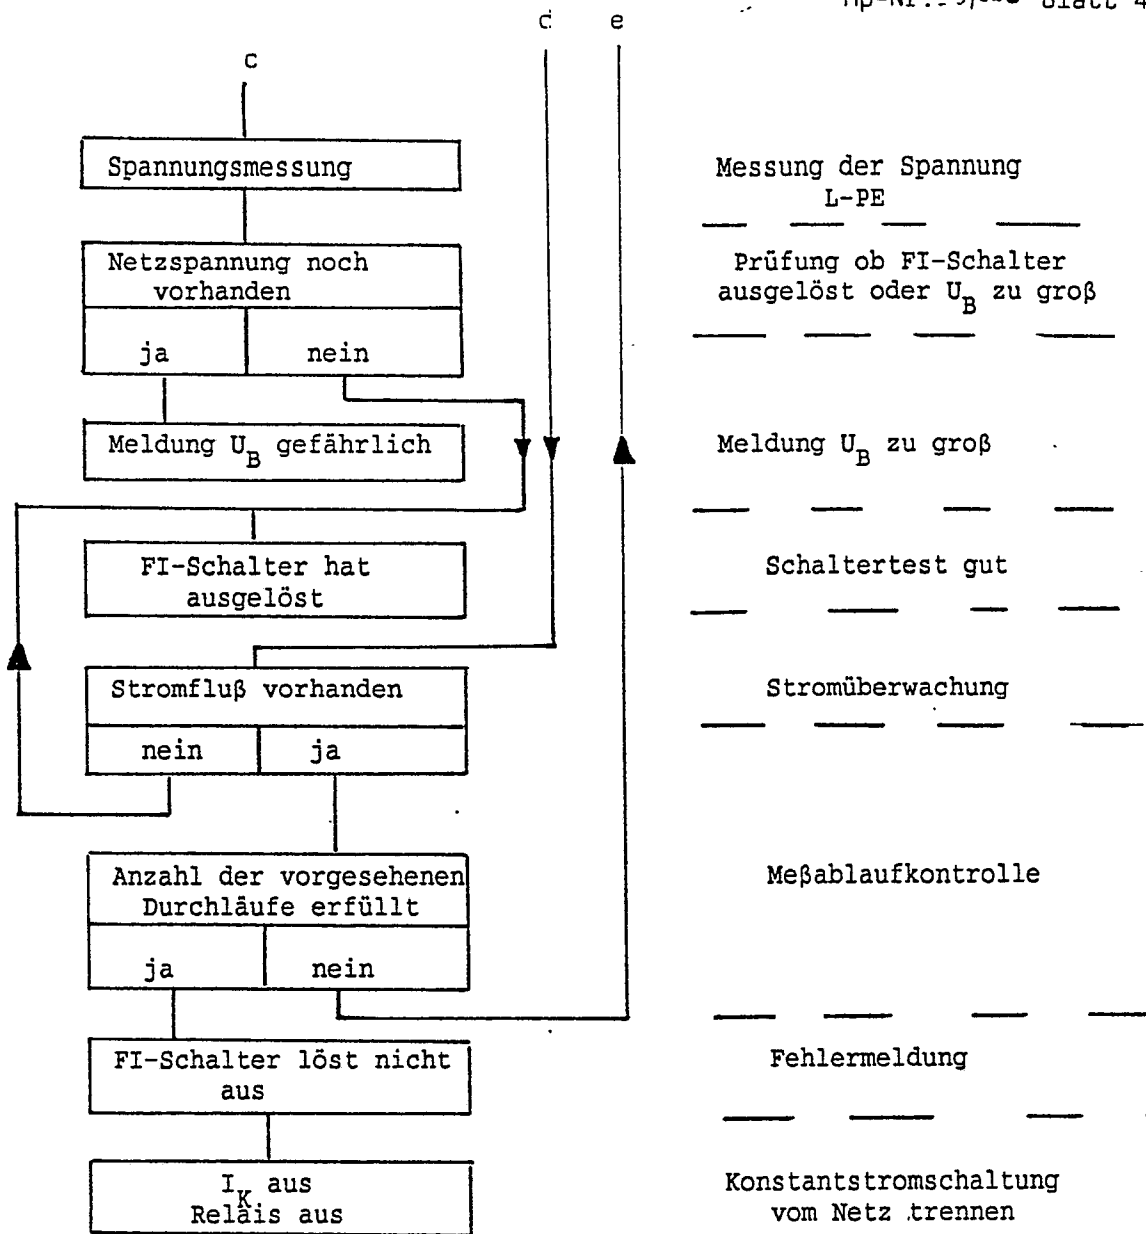 Blatt 4
d e
c
Spannungsmessung
Messung der Spannung
L-PE
Netzspannung noch
vorhanden
Prüfung ob FI-Schalter
ausgelöst oder U_B zu groß
ja nein
Meldung U_B gefährlich
Meldung U_B zu groß
FI-Schalter hat
ausgelöst
Schaltertest gut
Stromfluß vorhanden
Stromüberwachung
nein ja
Anzahl der vorgesehenen
Durchläufe erfüllt
Meßablaufkontrolle
ja nein
FI-Schalter löst nicht
aus
Fehlermeldung
I_K aus
Relais aus
Konstantstromschaltung
vom Netz trennen